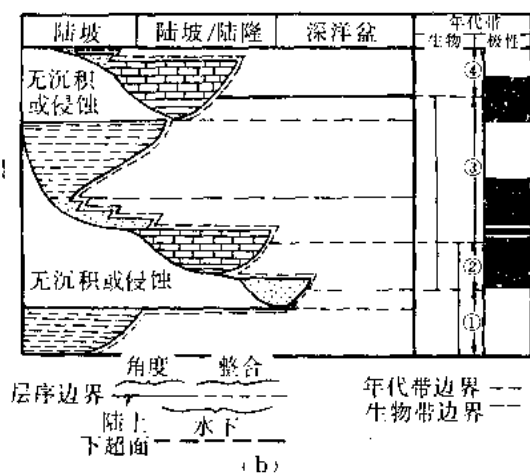 陆坡 陆坡/陆隆 深洋盆 年代带
生物 极性
无沉积
或侵蚀
④
③
无沉积或侵蚀
②
①
角度 整合
层序边界
陆上 水下
下超面
年代带边界
生物带边界
(b)